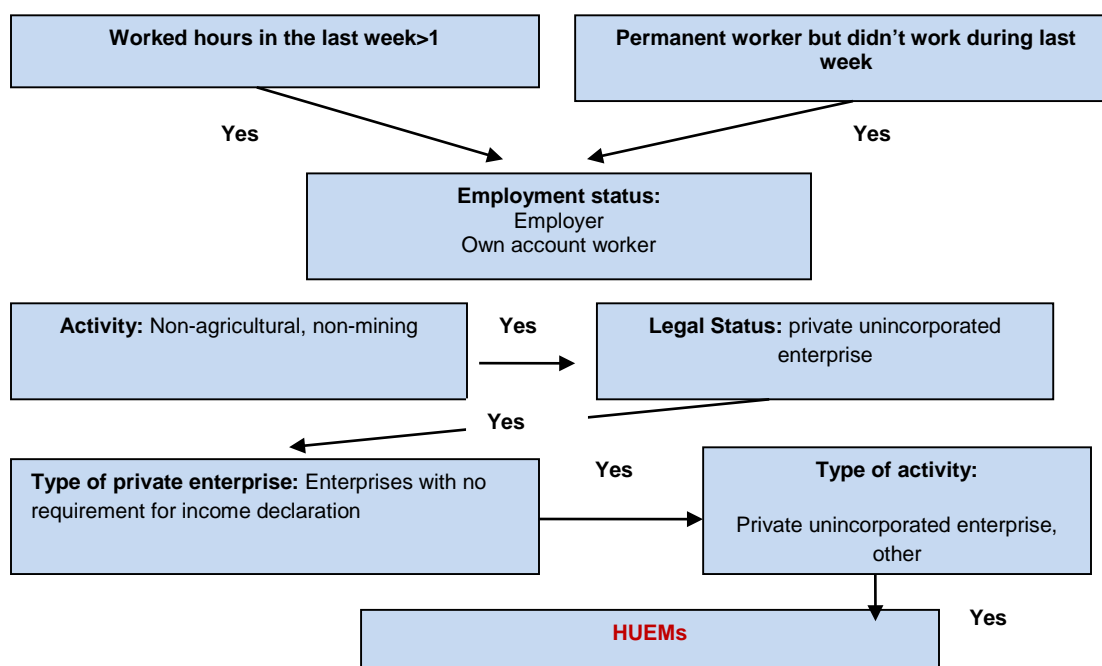 Worked hours in the last week>1
Permanent worker but didn’t work during last
week
Yes
Yes
Employment status:
Employer
Own account worker
Activity: Non-agricultural, non-mining
Yes
Legal Status: private unincorporated
enterprise
Yes
Type of private enterprise: Enterprises with no
requirement for income declaration
Yes
Type of activity:
Private unincorporated enterprise,
other
Yes
HUEMs